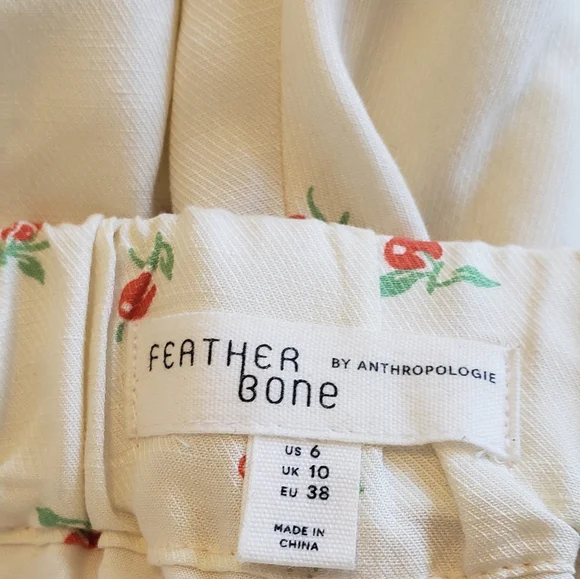 FEATHER BONE BY ANTHROPOLOGIE
US 6
UK 10
EU 38
MADE IN
CHINA